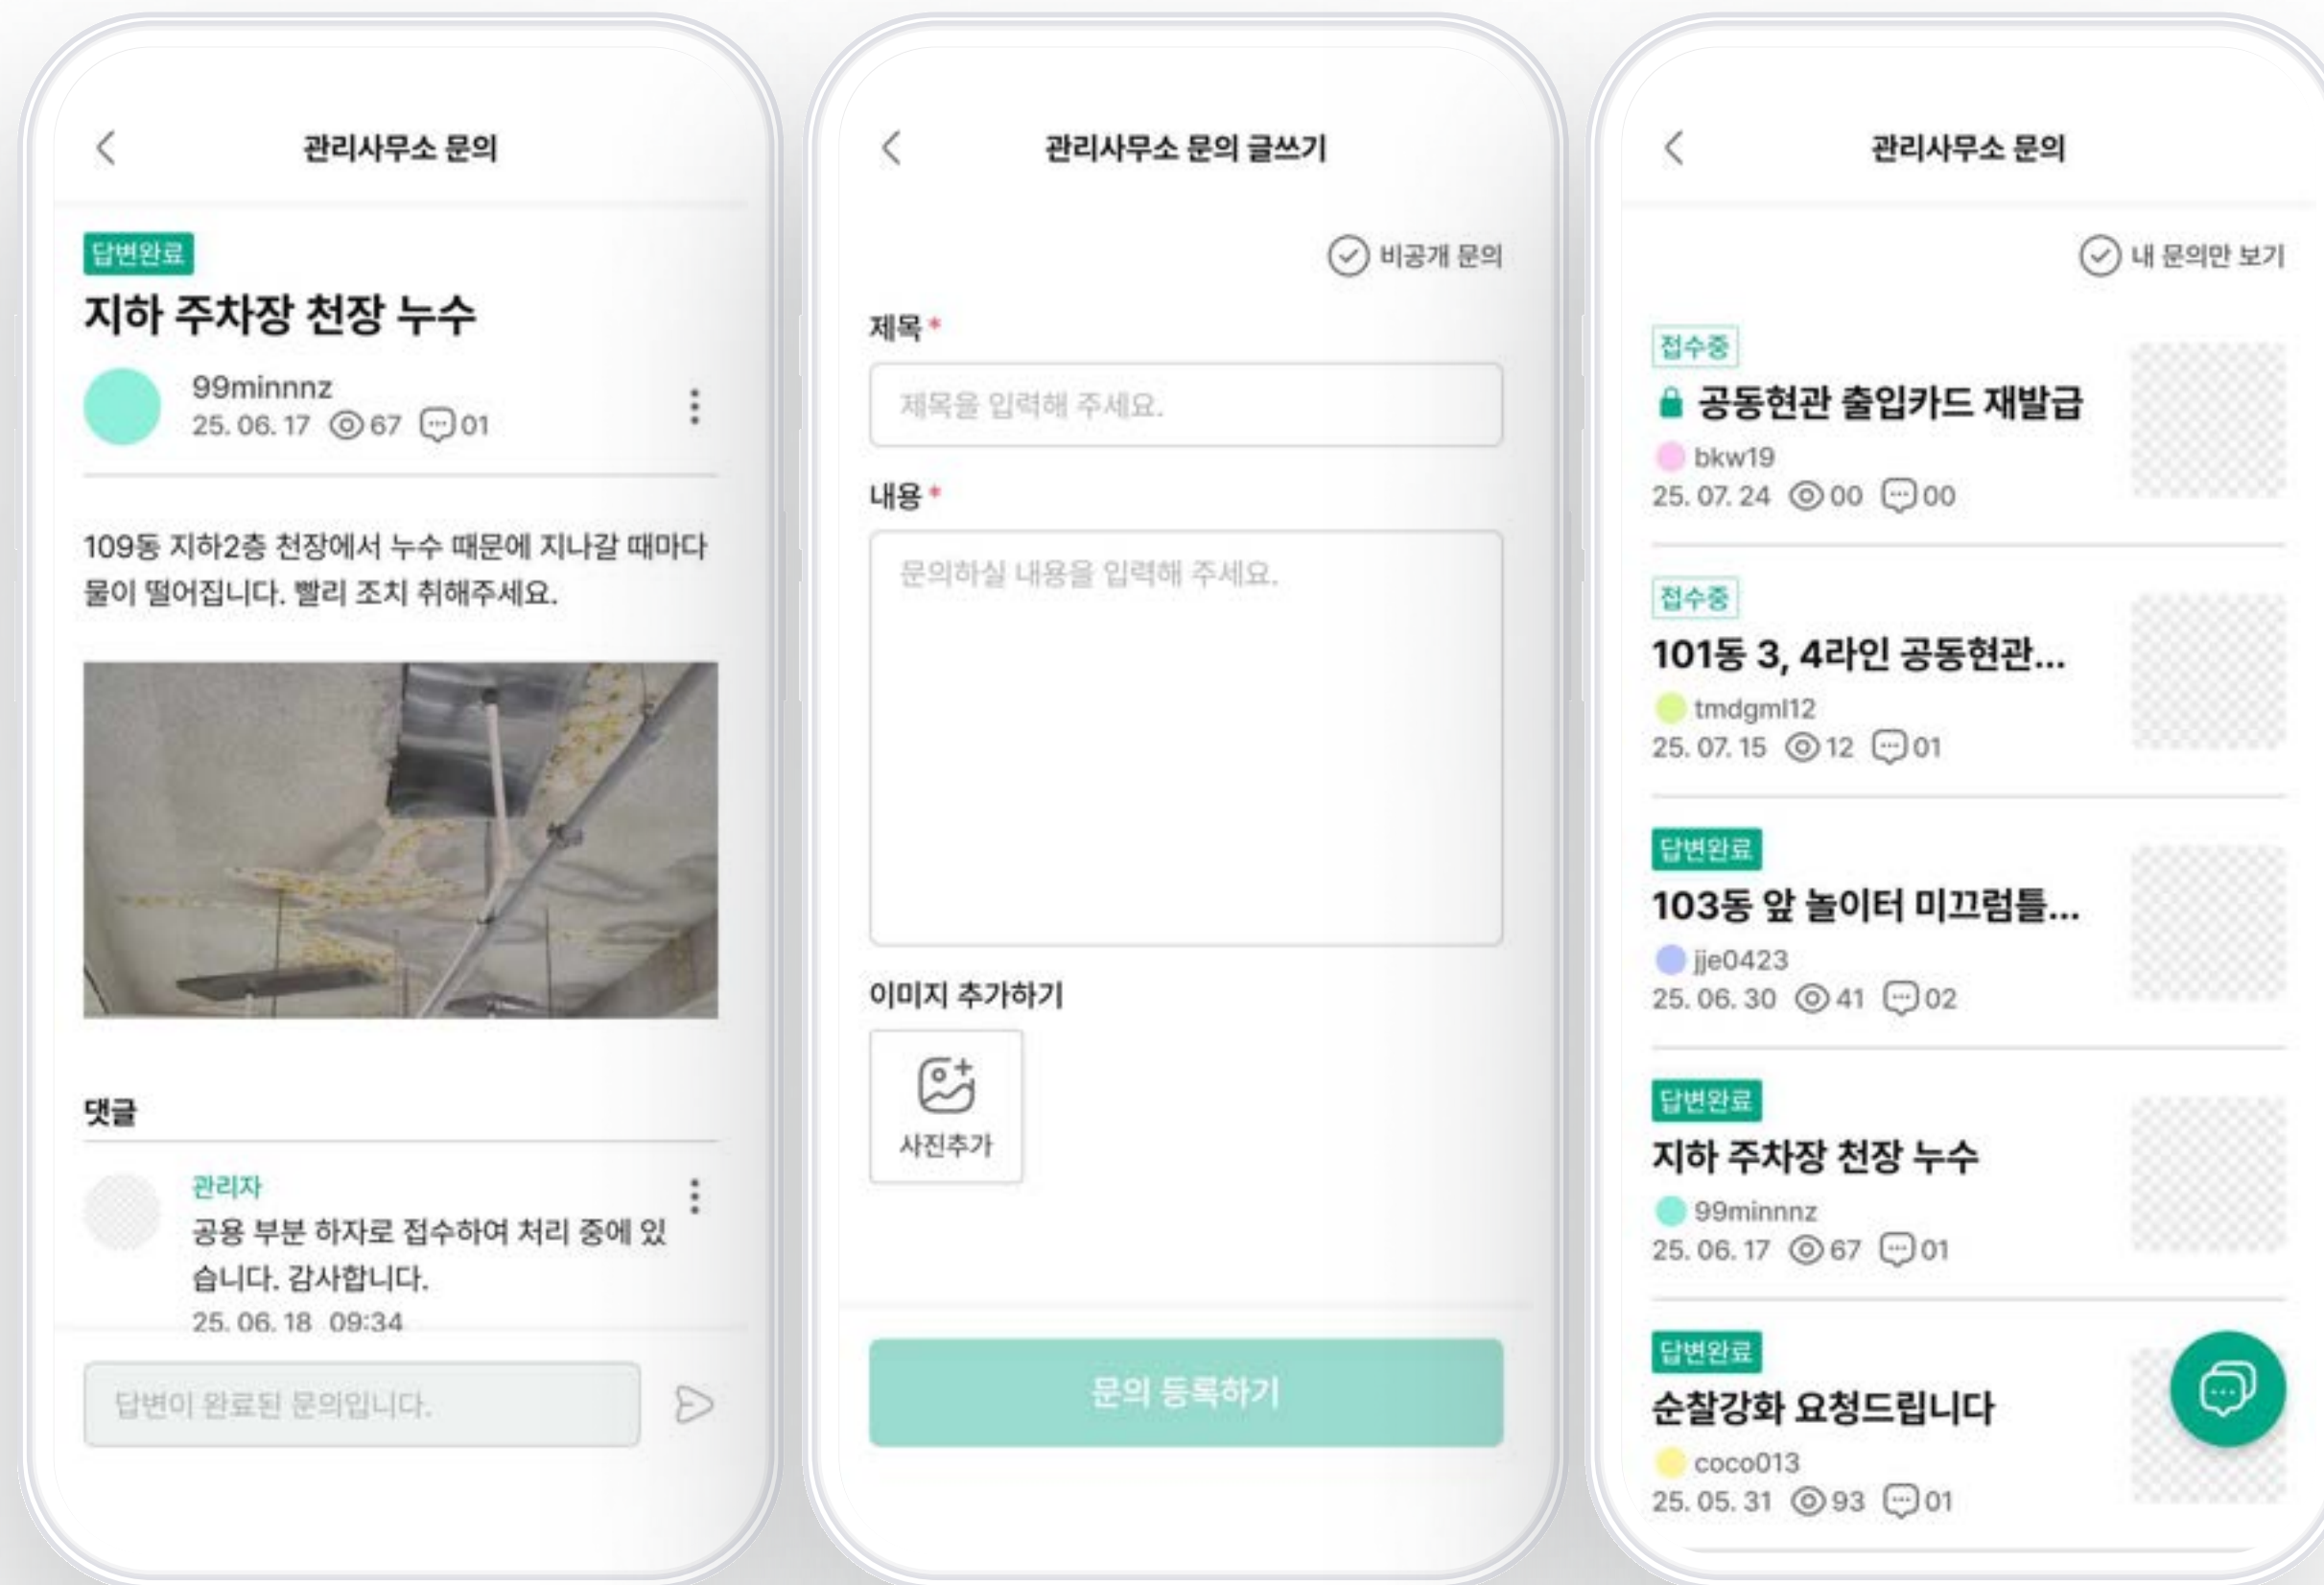 관리사무소 문의
답변완료
지하 주차장 천장 누수
99minnnz
25. 06. 17 67 01
109동 지하2층 천장에서 누수 때문에 지나갈 때마다
물이 떨어집니다. 빨리 조치 취해주세요.
댓글
관리자
공용 부분 하자로 접수하여 처리 중에 있
습니다. 감사합니다.
25. 06. 18 09:34
답변이 완료된 문의입니다.
관리사무소 문의 글쓰기
비공개 문의
제목 *
제목을 입력해 주세요.
내용 *
문의하실 내용을 입력해 주세요.
이미지 추가하기
사진추가
문의 등록하기
관리사무소 문의
내 문의만 보기
접수중
공동현관 출입카드 재발급
bkw19
25. 07. 24 00 00
접수중
101동 3, 4라인 공동현관...
tmdgml12
25. 07. 15 12 01
답변완료
103동 앞 놀이터 미끄럼틀...
jje0423
25. 06. 30 41 02
답변완료
지하 주차장 천장 누수
99minnnz
25. 06. 17 67 01
답변완료
순찰강화 요청드립니다
coco013
25. 05. 31 93 01